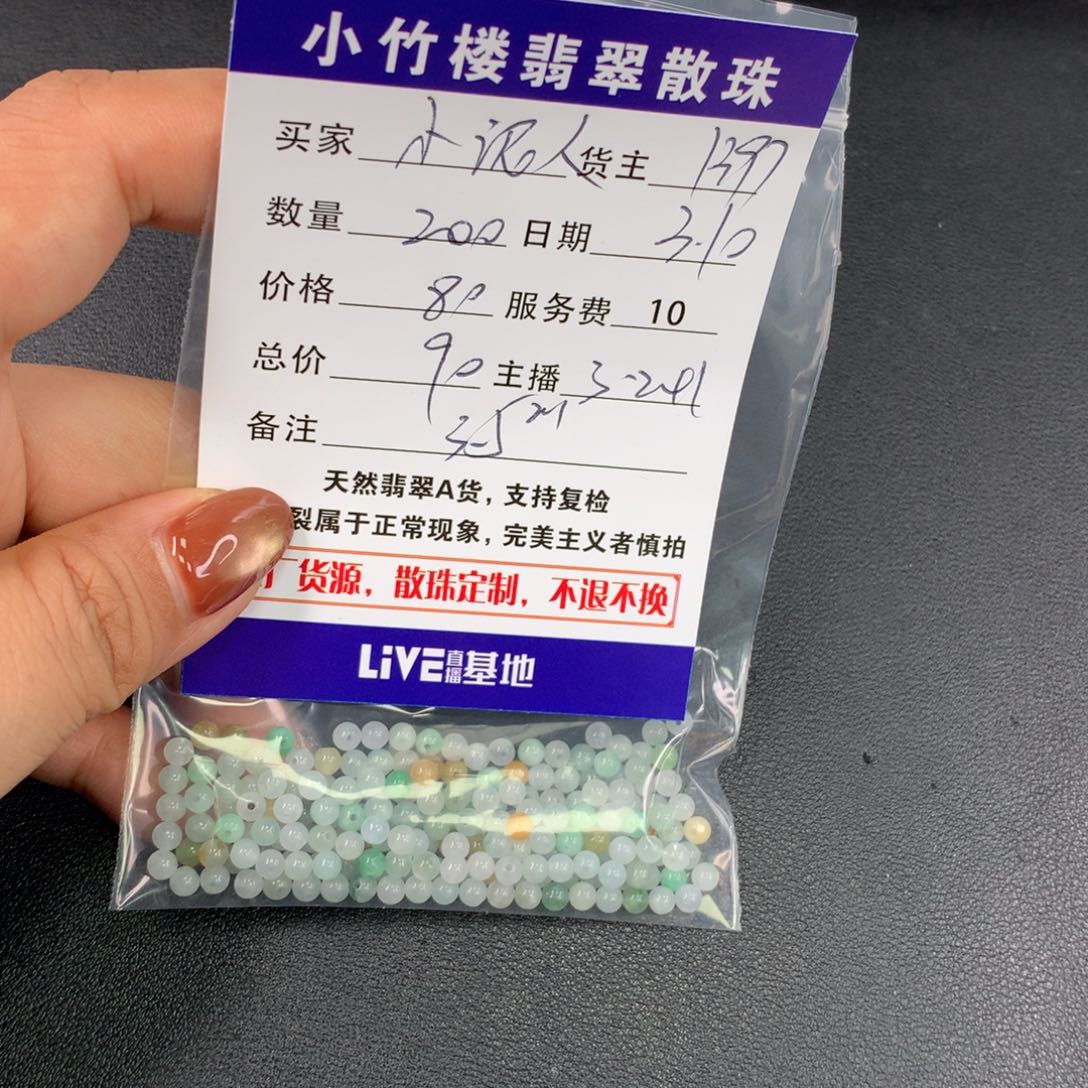 小竹楼翡翠散珠
买家 小泥人 货主 1397
数量 200 日期 3.10
价格 80 服务费 10
总价 90 主播 3-241
备注 3-5
天然翡翠A货，支持复检
裂属于正常现象，完美主义者慎拍
厂货源，散珠定制，不退不换
LiVE直播基地